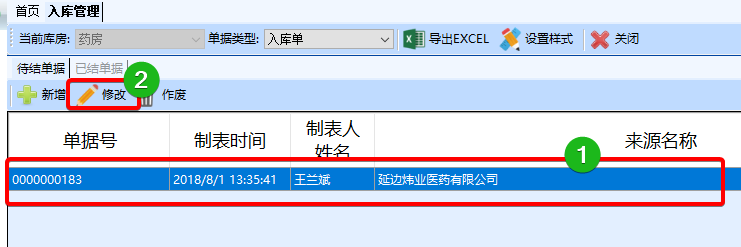 首页 入库管理
当前库房: 药房 单据类型: 入库单 导出EXCEL 设置样式 关闭
待结单据 已结单据
新增 修改 作废
2
单据号 制表时间 制表人姓名 来源名称
1
0000000183 2018/8/1 13:35:41 王兰斌 延边炜业医药有限公司